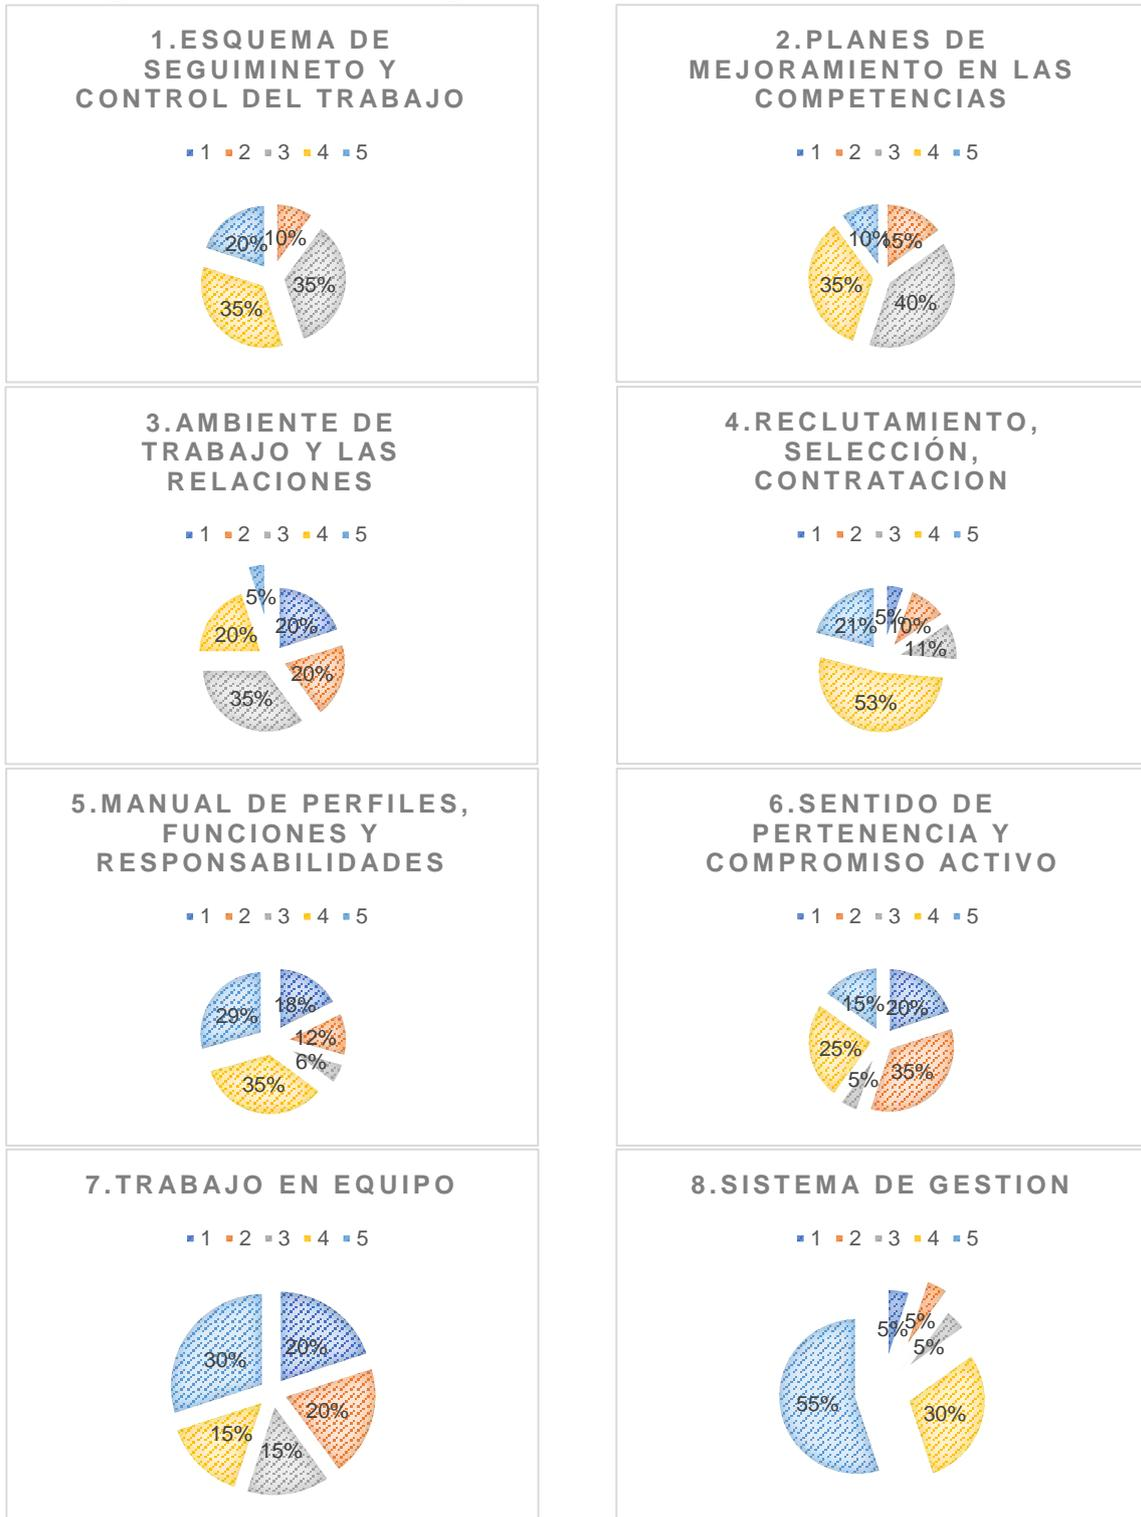 1.ESQUEMA DE
SEGUIMINETO Y
CONTROL DEL TRABAJO
1 2 3 4 5
20% 10%
35%
35%
2.PLANES DE
MEJORAMIENTO EN LAS
COMPETENCIAS
1 2 3 4 5
10% 15%
35%
40%
3.AMBIENTE DE
TRABAJO Y LAS
RELACIONES
1 2 3 4 5
5%
20% 20%
20%
35%
4.RECLUTAMIENTO,
SELECCIÓN,
CONTRATACION
1 2 3 4 5
21% 5% 10%
11%
53%
5.MANUAL DE PERFILES,
FUNCIONES Y
RESPONSABILIDADES
1 2 3 4 5
29% 18%
12%
6%
35%
6.SENTIDO DE
PERTENENCIA Y
COMPROMISO ACTIVO
1 2 3 4 5
15% 20%
25%
5% 35%
7.TRABAJO EN EQUIPO
1 2 3 4 5
30% 20%
20%
15% 15%
8.SISTEMA DE GESTION
1 2 3 4 5
5% 5%
5%
55% 30%